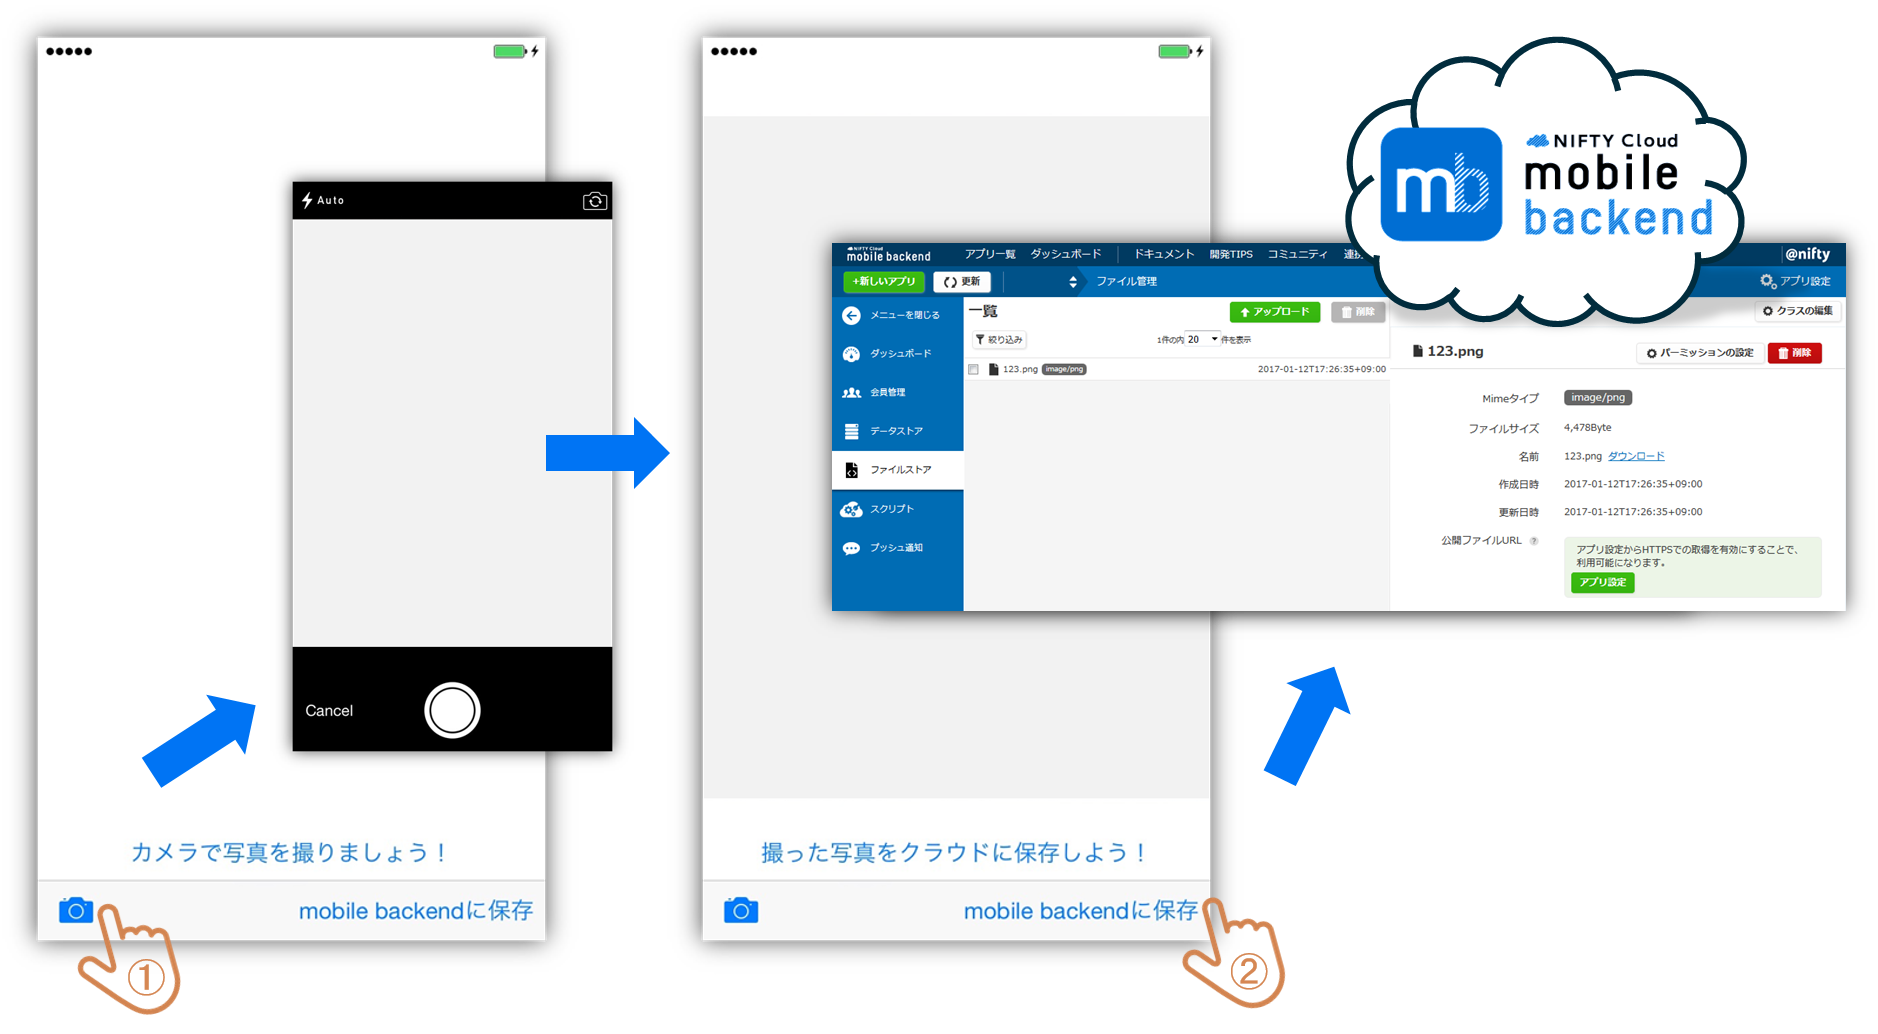 Auto
Cancel
カメラで写真を撮りましょう！
mobile backendに保存
①
撮った写真をクラウドに保存しよう！
mobile backendに保存
②
mb
NIFTY Cloud
mobile
backend
NIFTY Cloud
mobile backend
アプリ一覧 ダッシュボード ドキュメント 開発TIPS コミュニティ
@nifty
+新しいアプリ 更新 ファイル管理 アプリ設定
メニューを閉じる
ダッシュボード
会員管理
データストア
ファイルストア
スクリプト
プッシュ通知
一覧 アップロード 削除
絞り込み 1件の内 20 件を表示
123.png image/png 2017-01-12T17:26:35+09:00
クラスの編集
123.png パーミッションの設定 削除
Mimeタイプ image/png
ファイルサイズ 4,478Byte
名前 123.png ダウンロード
作成日時 2017-01-12T17:26:35+09:00
更新日時 2017-01-12T17:26:35+09:00
公開ファイルURL ?
アプリ設定からHTTPSでの取得を有効にすることで、
利用可能になります。
アプリ設定